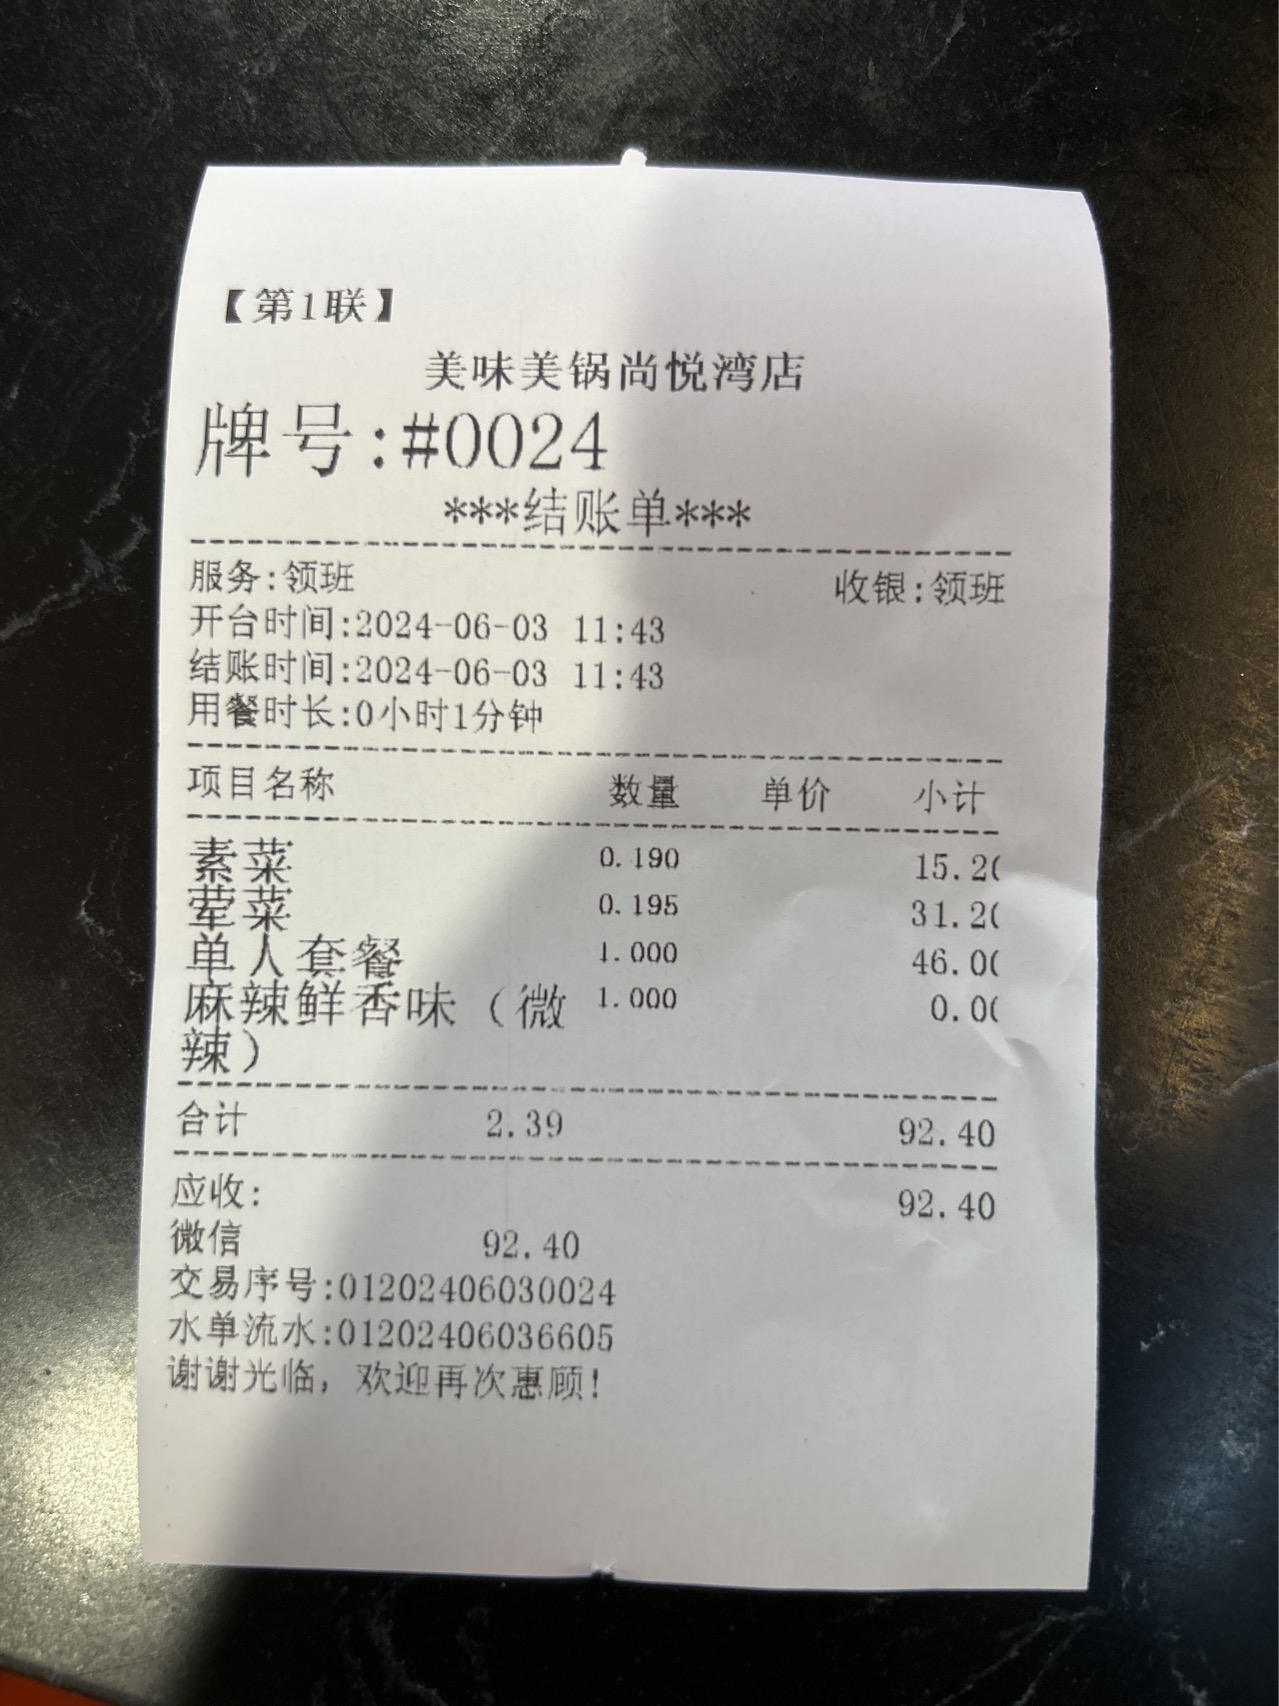 【第1联】
美味美锅尚悦湾店
牌号:#0024
***结账单***
服务:领班 收银:领班
开台时间:2024-06-03 11:43
结账时间:2024-06-03 11:43
用餐时长:0小时1分钟
项目名称 数量 单价 小计
素菜 0.190 15.20
荤菜 0.195 31.20
单人套餐 1.000 46.00
麻辣鲜香味（微 1.000 0.00
辣）
合计 2.39 92.40
应收: 92.40
微信 92.40
交易序号:01202406030024
水单流水:01202406036605
谢谢光临，欢迎再次惠顾!